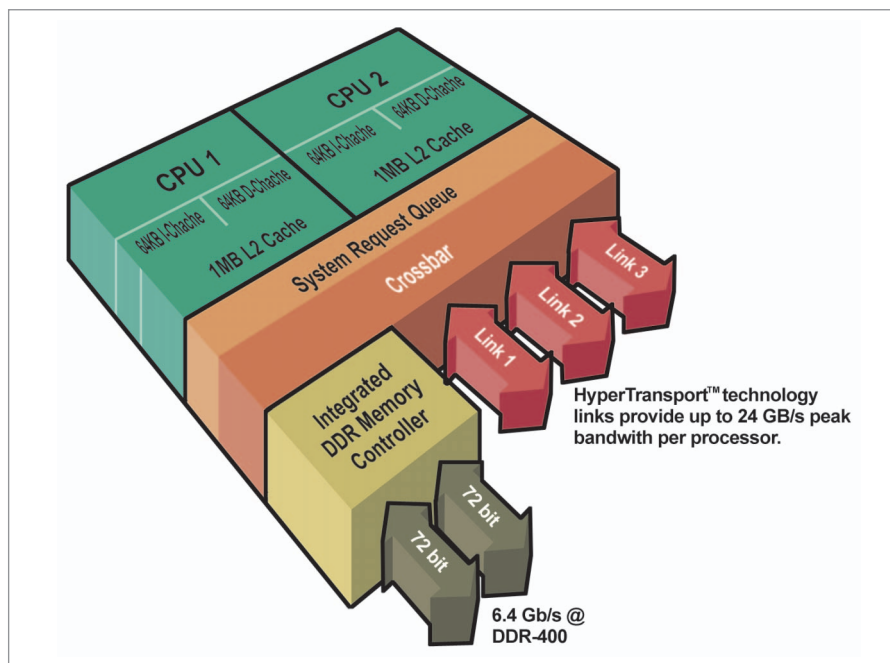 CPU 1
64KB I-Chache
64KB D-Chache
1MB L2 Cache
CPU 2
64KB I-Chache
64KB D-Chache
1MB L2 Cache
System Request Queue
Crossbar
Link 1
Link 2
Link 3
HyperTransport™ technology
links provide up to 24 GB/s peak
bandwith per processor.
Integrated
DDR Memory
Controller
72 bit
72 bit
6.4 Gb/s @
DDR-400